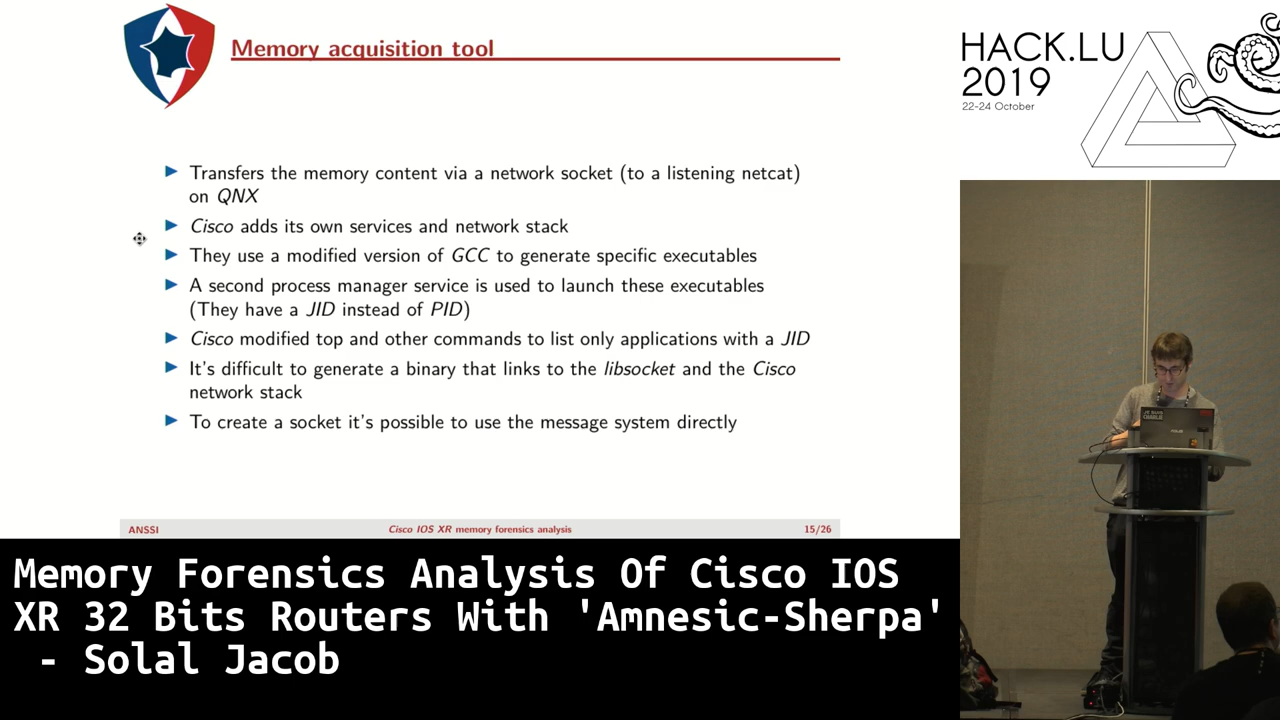 Memory acquisition tool
Transfers the memory content via a network socket (to a listening netcat)
on QNX
Cisco adds its own services and network stack
They use a modified version of GCC to generate specific executables
A second process manager service is used to launch these executables
(They have a JID instead of PID)
Cisco modified top and other commands to list only applications with a JID
It's difficult to generate a binary that links to the libsocket and the Cisco
network stack
To create a socket it's possible to use the message system directly
ANSSI Cisco IOS XR memory forensics analysis 15/26
HACK.LU
2019
22-24 October
JE SUIS
CHARLIE
Memory Forensics Analysis Of Cisco IOS
XR 32 Bits Routers With 'Amnesic-Sherpa'
- Solal Jacob